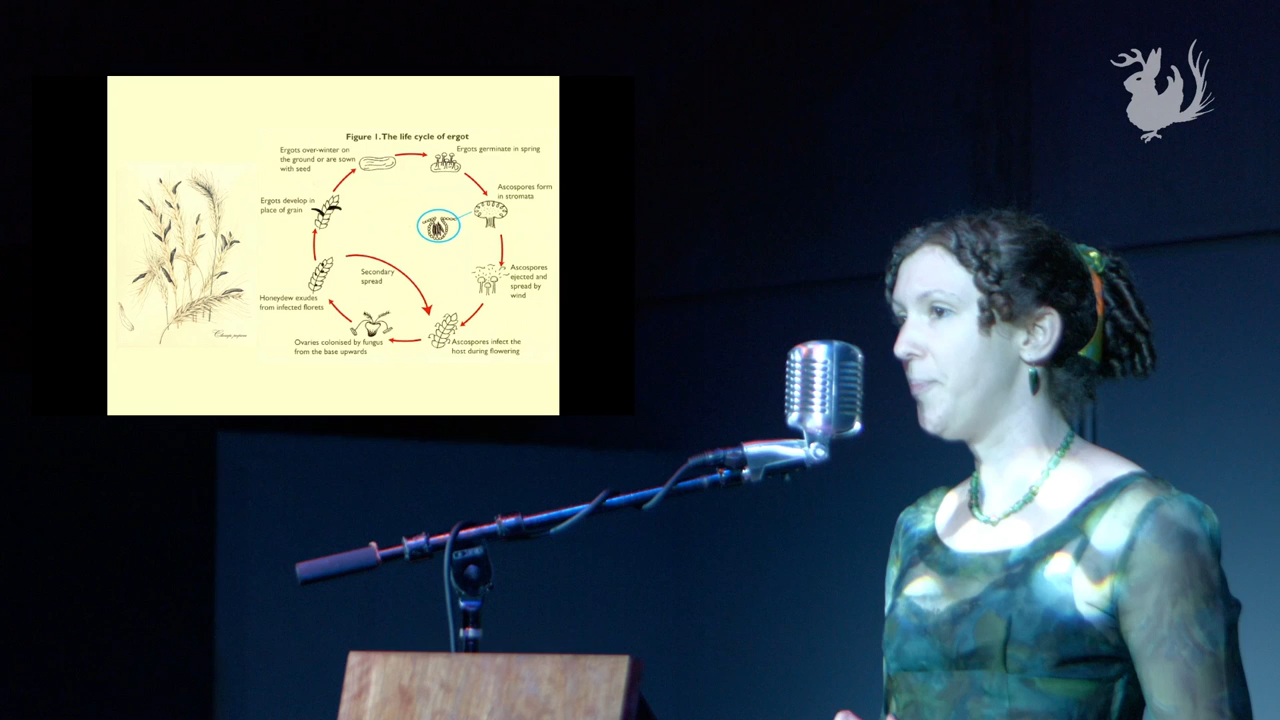 Figure 1. The life cycle of ergot
Ergots over-winter on
the ground or are sown
with seed
Ergots germinate in spring
Ascospores form
in stromata
Ascospores
ejected and
spread by
wind
Ascospores infect the
host during flowering
Ovaries colonised by fungus
from the base upwards
Honeydew exudes
from infected florets
Secondary
spread
Ergots develop in
place of grain